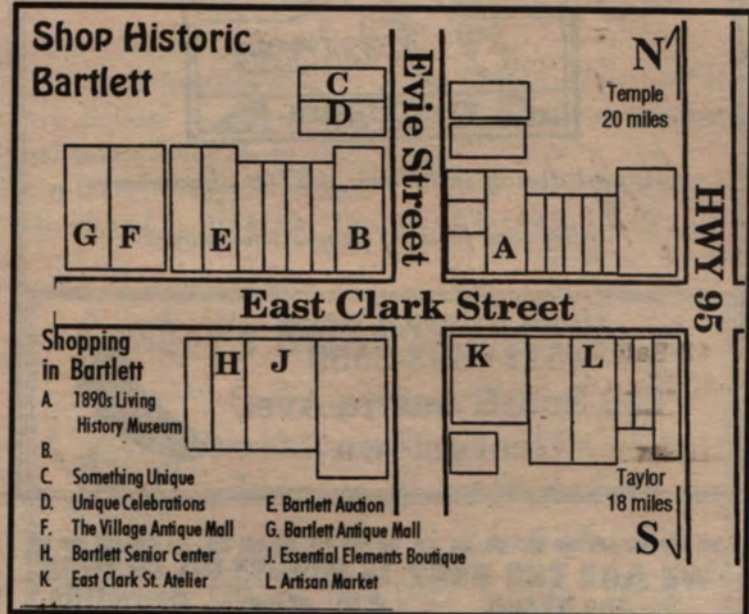 Shop Historic
Bartlett
C
D
Evie Street
N
Temple
20 miles
G F E B
A
HWY 95
East Clark Street
Shopping
in Bartlett
H J
K L
A 1890s Living
History Museum
B.
C. Something Unique
D. Unique Celebrations
F. The Village Antique Mall
H. Bartlett Senior Center
K East Clark St. Atelier
E. Bartlett Auction
G. Bartlett Antique Mall
J. Essential Elements Boutique
L. Artisan Market
Taylor
18 miles
S